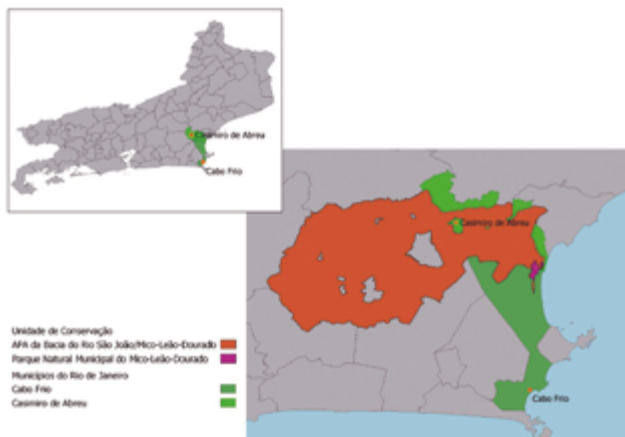 Casimiro de Abreu
Cabo Frio
Casimiro de Abreu
Cabo Frio
Unidade de Conservação
APA da Bacia do Rio São João/Mico-Leão-Dourado
Parque Natural Municipal do Mico-Leão-Dourado
Municípios do Rio de Janeiro
Cabo Frio
Casimiro de Abreu